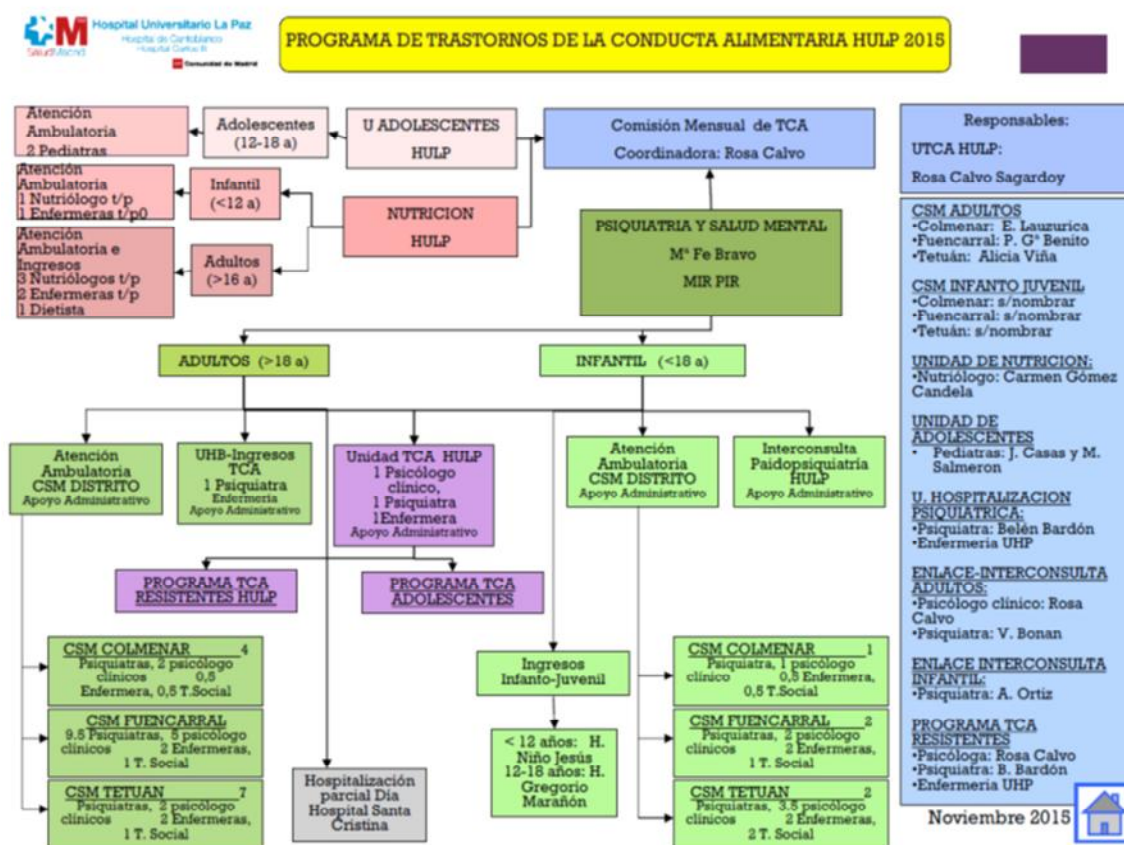 Hospital Universitario La Paz
Hospital de Cantoblanco
Hospital Carlos III
SaludMadrid
Comunidad de Madrid
PROGRAMA DE TRASTORNOS DE LA CONDUCTA ALIMENTARIA HULP 2015
Atención
Ambulatoria
2 Pediatras
Adolescentes
(12-18 a)
U ADOLESCENTES
HULP
Comisión Mensual de TCA
Coordinadora: Rosa Calvo
Atención
Ambulatoria
1 Nutriólogo t/p
1 Enfermeras t/p0
Infantil
(<12 a)
NUTRICION
HULP
Atención
Ambulatoria e
Ingresos
3 Nutriólogos t/p
2 Enfermeras t/p
1 Dietista
Adultos
(>16 a)
PSIQUIATRIA Y SALUD MENTAL
Mª Fe Bravo
MIR PIR
ADULTOS (>18 a)
INFANTIL (<18 a)
Atención
Ambulatoria
CSM DISTRITO
Apoyo Administrativo
UHB-Ingresos
TCA
1 Psiquiatra
Enfermería
Apoyo Administrativo
Unidad TCA HULP
1 Psicólogo
clínico,
1 Psiquiatra
1Enfermera
Apoyo Administrativo
Atención
Ambulatoria
CSM DISTRITO
Apoyo Administrativo
Interconsulta
Paidopsiquiatría
HULP
Apoyo Administrativo
PROGRAMA TCA
RESISTENTES HULP
PROGRAMA TCA
ADOLESCENTES
CSM COLMENAR 4
Psiquiatras, 2 psicólogo
clínicos 0,5
Enfermera, 0,5 T.Social
CSM FUENCARRAL
9.5 Psiquiatras, 5 psicólogo
clínicos 2 Enfermeras,
1 T. Social
CSM TETUAN 7
Psiquiatras, 2 psicólogo
clínicos 2 Enfermeras,
1 T. Social
Hospitalización
parcial Día
Hospital Santa
Cristina
Ingresos
Infanto-Juvenil
< 12 años: H.
Niño Jesús
12-18 años: H.
Gregorio
Marañón
CSM COLMENAR 1
Psiquiatra, 1 psicólogo
clínico 0,5 Enfermera,
0,5 T.Social
CSM FUENCARRAL 2
Psiquiatras, 2 psicólogo
clínicos 2 Enfermeras,
1 T. Social
CSM TETUAN 2
Psiquiatras, 3.5 psicólogo
clínicos 2 Enfermeras,
2 T. Social
Responsables:
UTCA HULP:
Rosa Calvo Sagardoy
CSM ADULTOS
•Colmenar: E. Lauzurica
•Fuencarral: P. Gª Benito
•Tetuán: Alicia Viña
CSM INFANTO JUVENIL
•Colmenar: s/nombrar
•Fuencarral: s/nombrar
•Tetuán: s/nombrar
UNIDAD DE NUTRICION:
•Nutriólogo: Carmen Gómez
Candela
UNIDAD DE
ADOLESCENTES
• Pediatras: J. Casas y M.
Salmeron
U. HOSPITALIZACION
PSIQUIATRICA:
•Psiquiatra: Belén Bardón
•Enfermeria UHP
ENLACE-INTERCONSULTA
ADULTOS:
•Psicólogo clínico: Rosa
Calvo
•Psiquiatra: V. Bonan
ENLACE INTERCONSULTA
INFANTIL:
•Psiquiatra: A. Ortiz
PROGRAMA TCA
RESISTENTES
•Psicóloga: Rosa Calvo
•Psiquiatra: B. Bardón
•Enfermeria UHP
Noviembre 2015